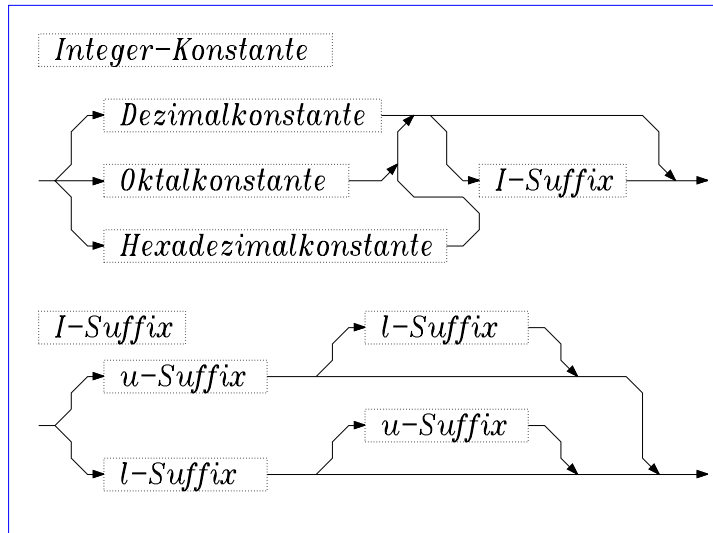 Integer-Konstante
Dezimalkonstante
Oktalkonstante
I-Suffix
Hexadezimalkonstante
I-Suffix
l-Suffix
u-Suffix
u-Suffix
l-Suffix